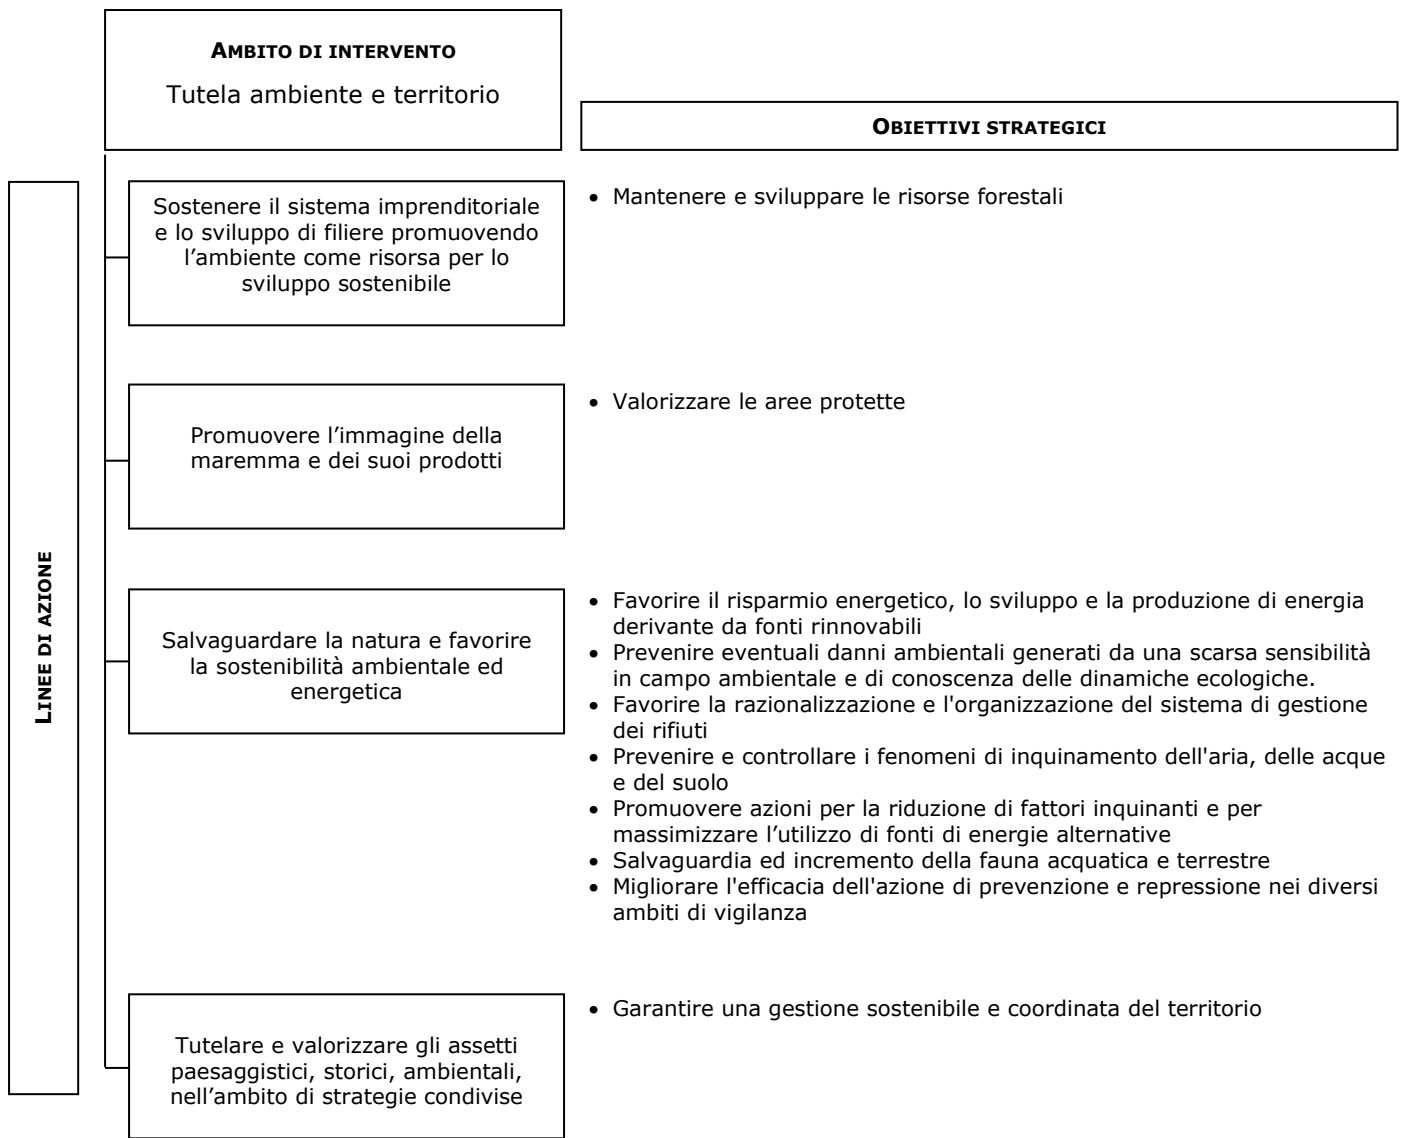 AMBITO DI INTERVENTO
Tutela ambiente e territorio
OBIETTIVI STRATEGICI
LINEE DI AZIONE
Sostenere il sistema imprenditoriale
e lo sviluppo di filiere promuovendo
l’ambiente come risorsa per lo
sviluppo sostenibile
• Mantenere e sviluppare le risorse forestali
Promuovere l’immagine della
maremma e dei suoi prodotti
• Valorizzare le aree protette
Salvaguardare la natura e favorire
la sostenibilità ambientale ed
energetica
• Favorire il risparmio energetico, lo sviluppo e la produzione di energia
derivante da fonti rinnovabili
• Prevenire eventuali danni ambientali generati da una scarsa sensibilità
in campo ambientale e di conoscenza delle dinamiche ecologiche.
• Favorire la razionalizzazione e l'organizzazione del sistema di gestione
dei rifiuti
• Prevenire e controllare i fenomeni di inquinamento dell'aria, delle acque
e del suolo
• Promuovere azioni per la riduzione di fattori inquinanti e per
massimizzare l’utilizzo di fonti di energie alternative
• Salvaguardia ed incremento della fauna acquatica e terrestre
• Migliorare l'efficacia dell'azione di prevenzione e repressione nei diversi
ambiti di vigilanza
Tutelare e valorizzare gli assetti
paesaggistici, storici, ambientali,
nell’ambito di strategie condivise
• Garantire una gestione sostenibile e coordinata del territorio